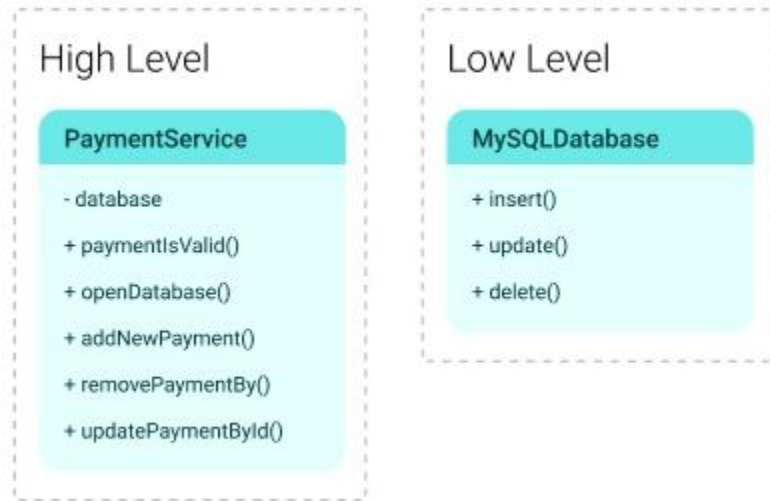 High Level
PaymentService
- database
+ paymentIsValid()
+ openDatabase()
+ addNewPayment()
+ removePaymentBy()
+ updatePaymentById()
Low Level
MySQLDatabase
+ insert()
+ update()
+ delete()